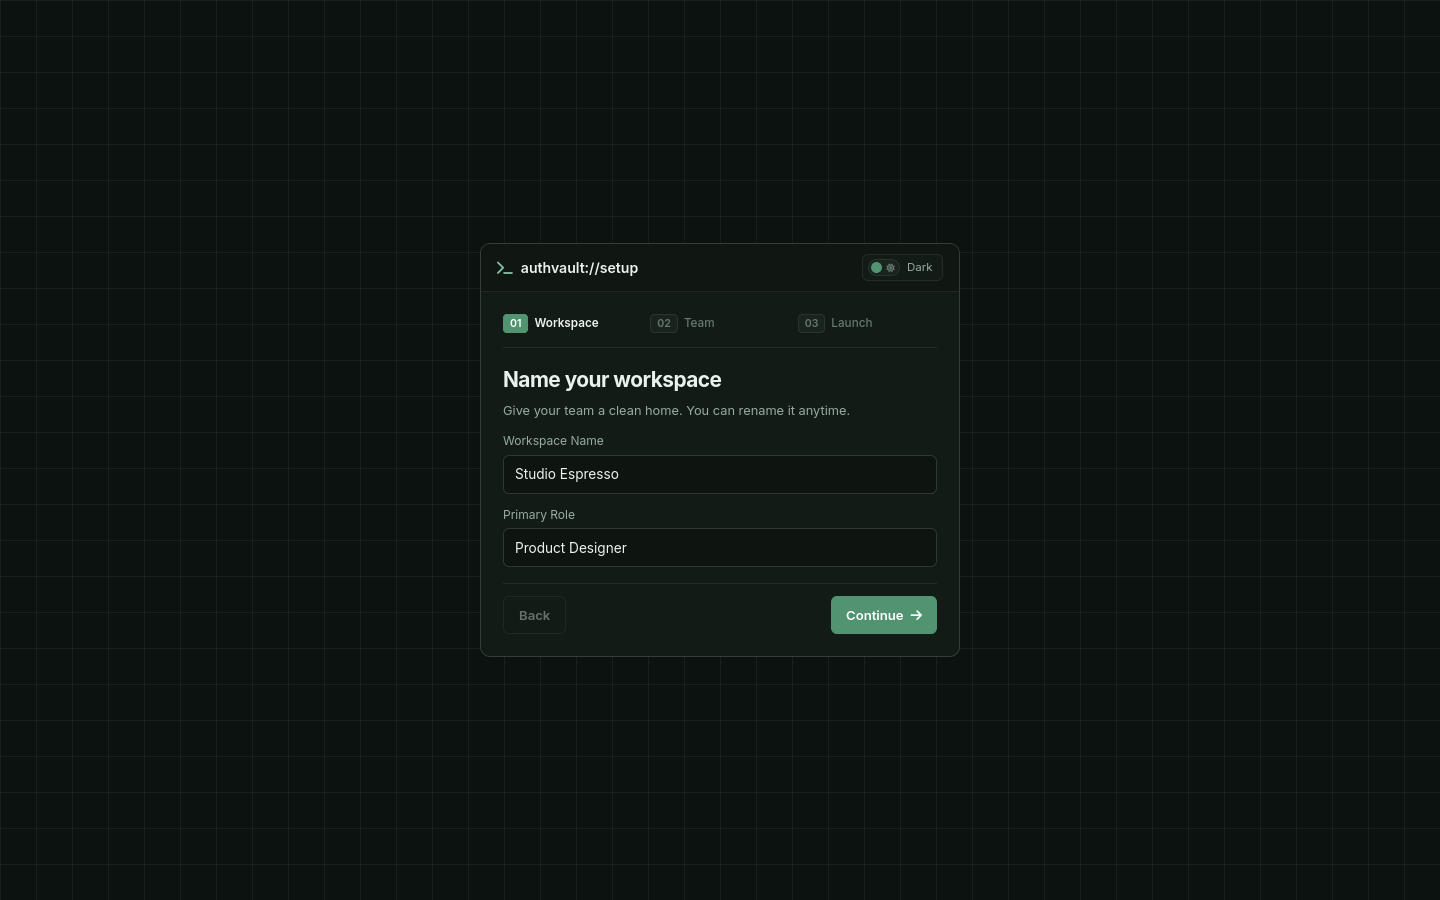 authvault://setup
Dark
01 Workspace 02 Team 03 Launch
Name your workspace
Give your team a clean home. You can rename it anytime.
Workspace Name
Studio Espresso
Primary Role
Product Designer
Back Continue